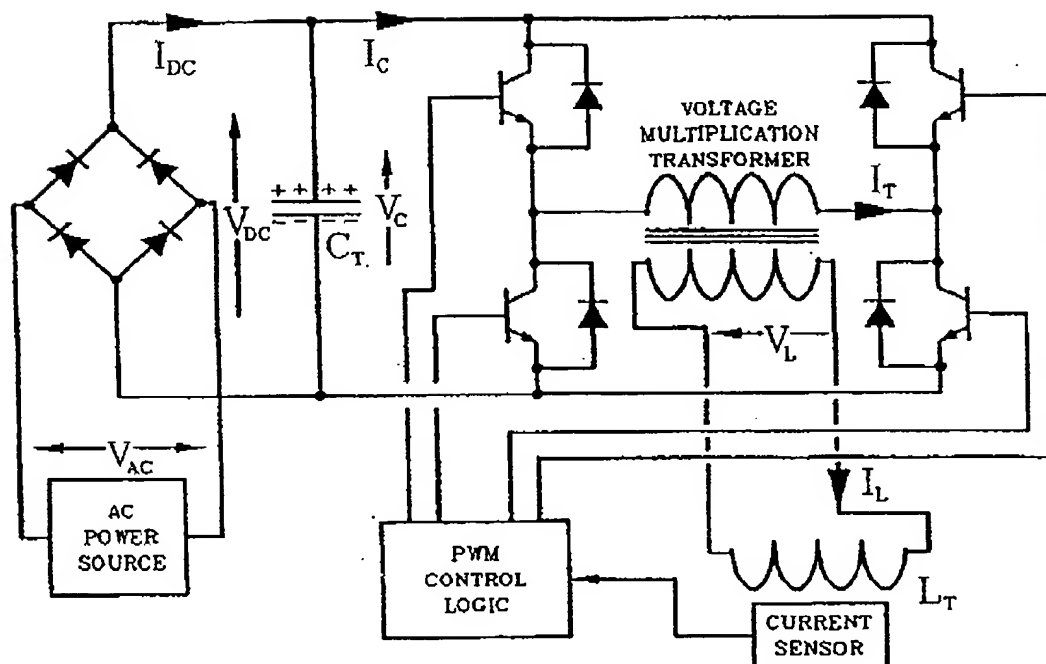 I_DC
I_C
VOLTAGE
MULTIPLICATION
TRANSFORMER
I_T
+ + + +
V_DC
V_C
- - - -
C_T.
V_L
V_AC
I_L
AC
POWER
SOURCE
PWM
CONTROL
LOGIC
L_T
CURRENT
SENSOR